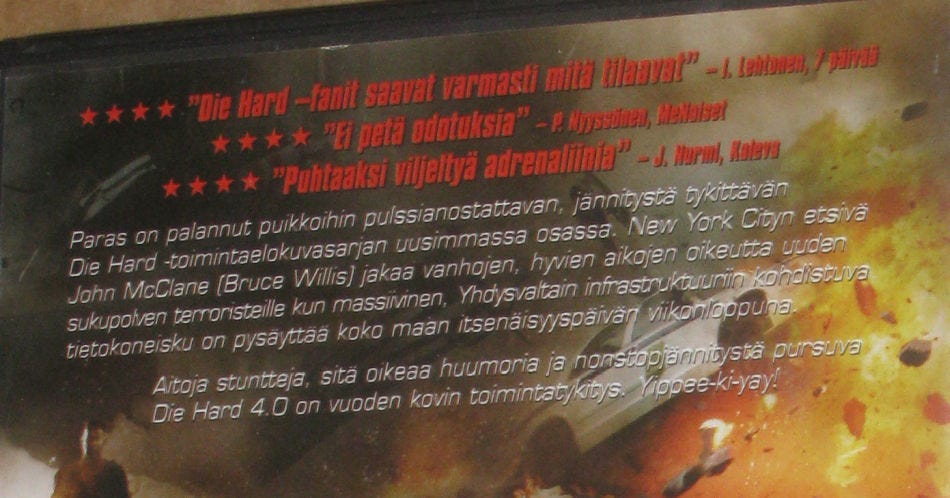 ★★★★ "Die Hard –fanit saavat varmasti mitä tilaavat" – I. Lehtonen, 7 päivää
★★★★ "Ei petä odotuksia" – P. Nyyssönen, MeNaiset
★★★★ "Puhtaaksi viljeltyä adrenaliinia" – J. Nurmi, Kaleva
Paras on palannut puikkoihin pulssianostattavan, jännitystä tykittävän
Die Hard -toimintaelokuvasarjan uusimmassa osassa. New York Cityn etsivä
John McClane (Bruce Willis) jakaa vanhojen, hyvien aikojen oikeutta uuden
sukupolven terroristeille kun massiivinen, Yhdysvaltain infrastruktuuriin kohdistuva
tietokoneisku on pysäyttää koko maan itsenäisyyspäivän viikonloppuna.
Aitoja stuntteja, sitä oikeaa huumoria ja nonstopjännitystä pursuva
Die Hard 4.0 on vuoden kovin toimintatykitys. Yippee-ki-yay!